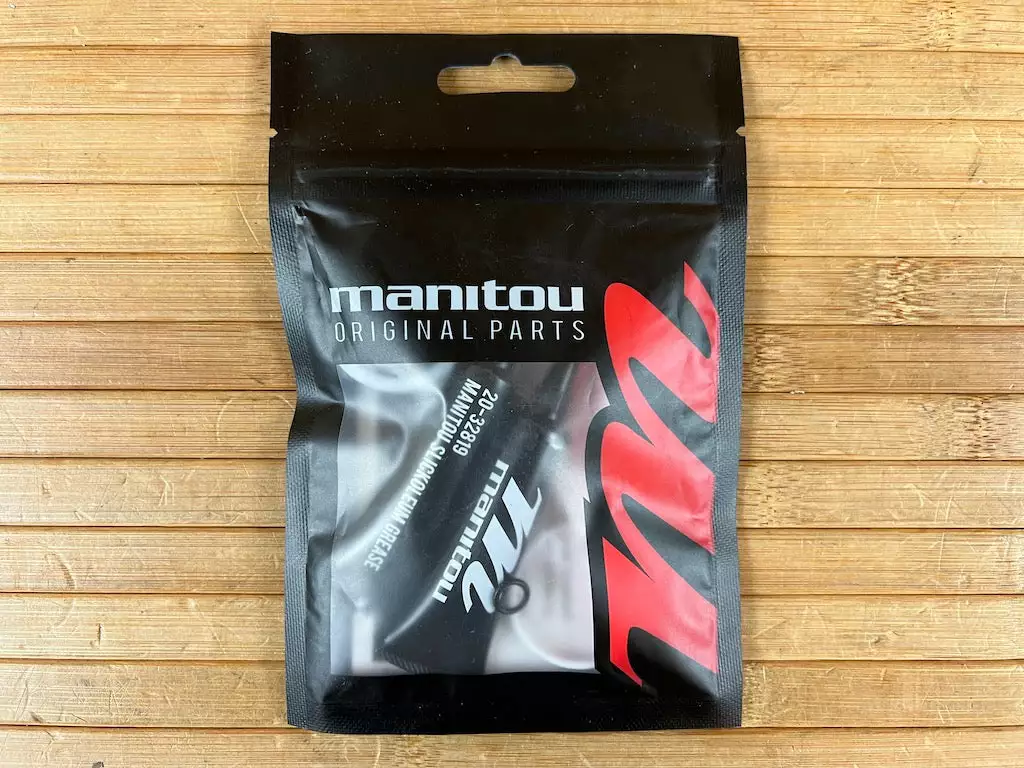 manitou
ORIGINAL PARTS
20-32819
MANITOU SLICKOLEUM GREASE
manitou